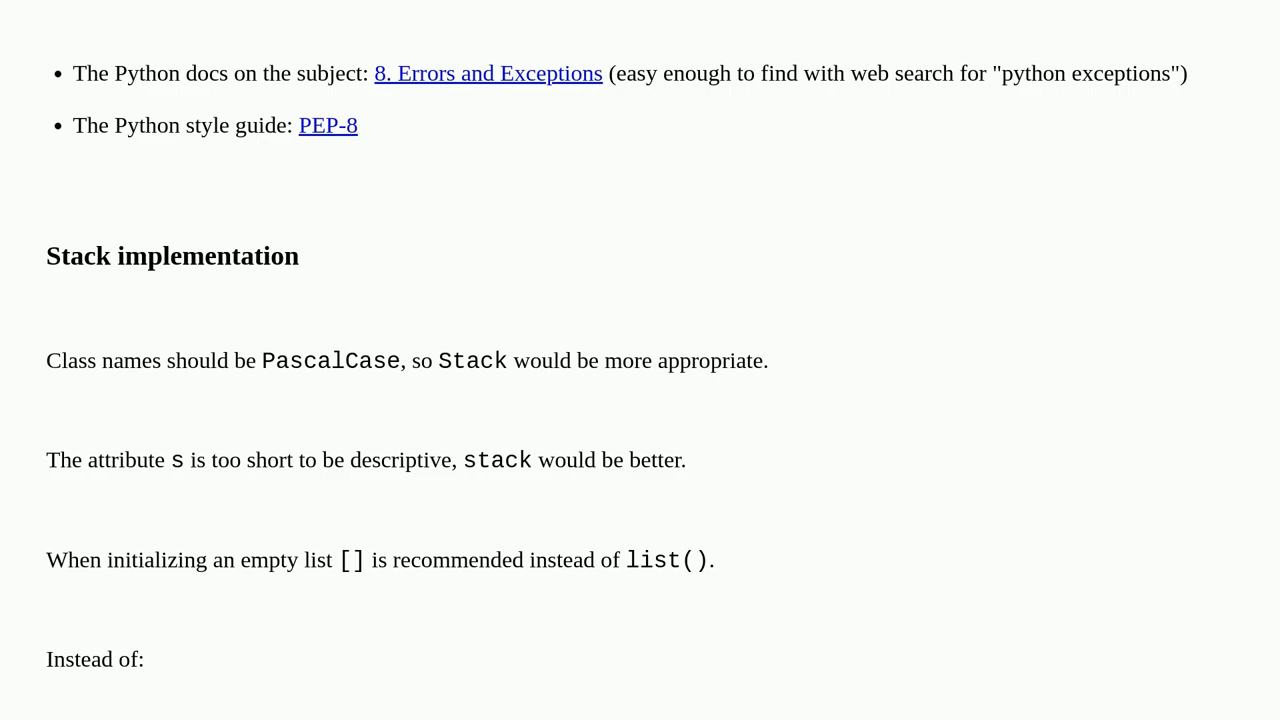 • The Python docs on the subject: 8. Errors and Exceptions (easy enough to find with web search for "python exceptions")
• The Python style guide: PEP-8
Stack implementation
Class names should be PascalCase, so Stack would be more appropriate.
The attribute s is too short to be descriptive, stack would be better.
When initializing an empty list [] is recommended instead of list().
Instead of: